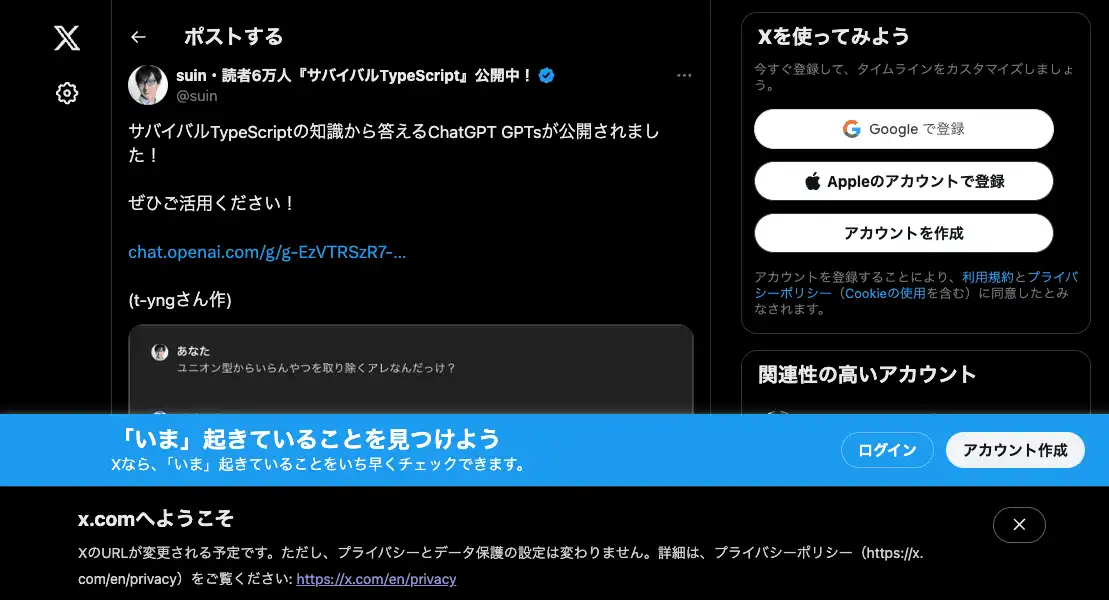 ポストする
suin・読者6万人『サバイバルTypeScript』公開中！
@suin
サバイバルTypeScriptの知識から答えるChatGPT GPTsが公開されまし
た！
ぜひご活用ください！
chat.openai.com/g/g-EzVTRSzR7-…
(t-yngさん作)
あなた
ユニオン型からいらんやつを取り除くアレなんだっけ？
Xを使ってみよう
今すぐ登録して、タイムラインをカスタマイズしましょ
う。
Google で登録
Appleのアカウントで登録
アカウントを作成
アカウントを登録することにより、利用規約とプライバ
シーポリシー（Cookieの使用を含む）に同意したとみ
なされます。
関連性の高いアカウント
「いま」起きていることを見つけよう
Xなら、「いま」起きていることをいち早くチェックできます。
ログイン
アカウント作成
x.comへようこそ
XのURLが変更される予定です。ただし、プライバシーとデータ保護の設定は変わりません。詳細は、プライバシーポリシー（https://x.
com/en/privacy）をご覧ください: https://x.com/en/privacy